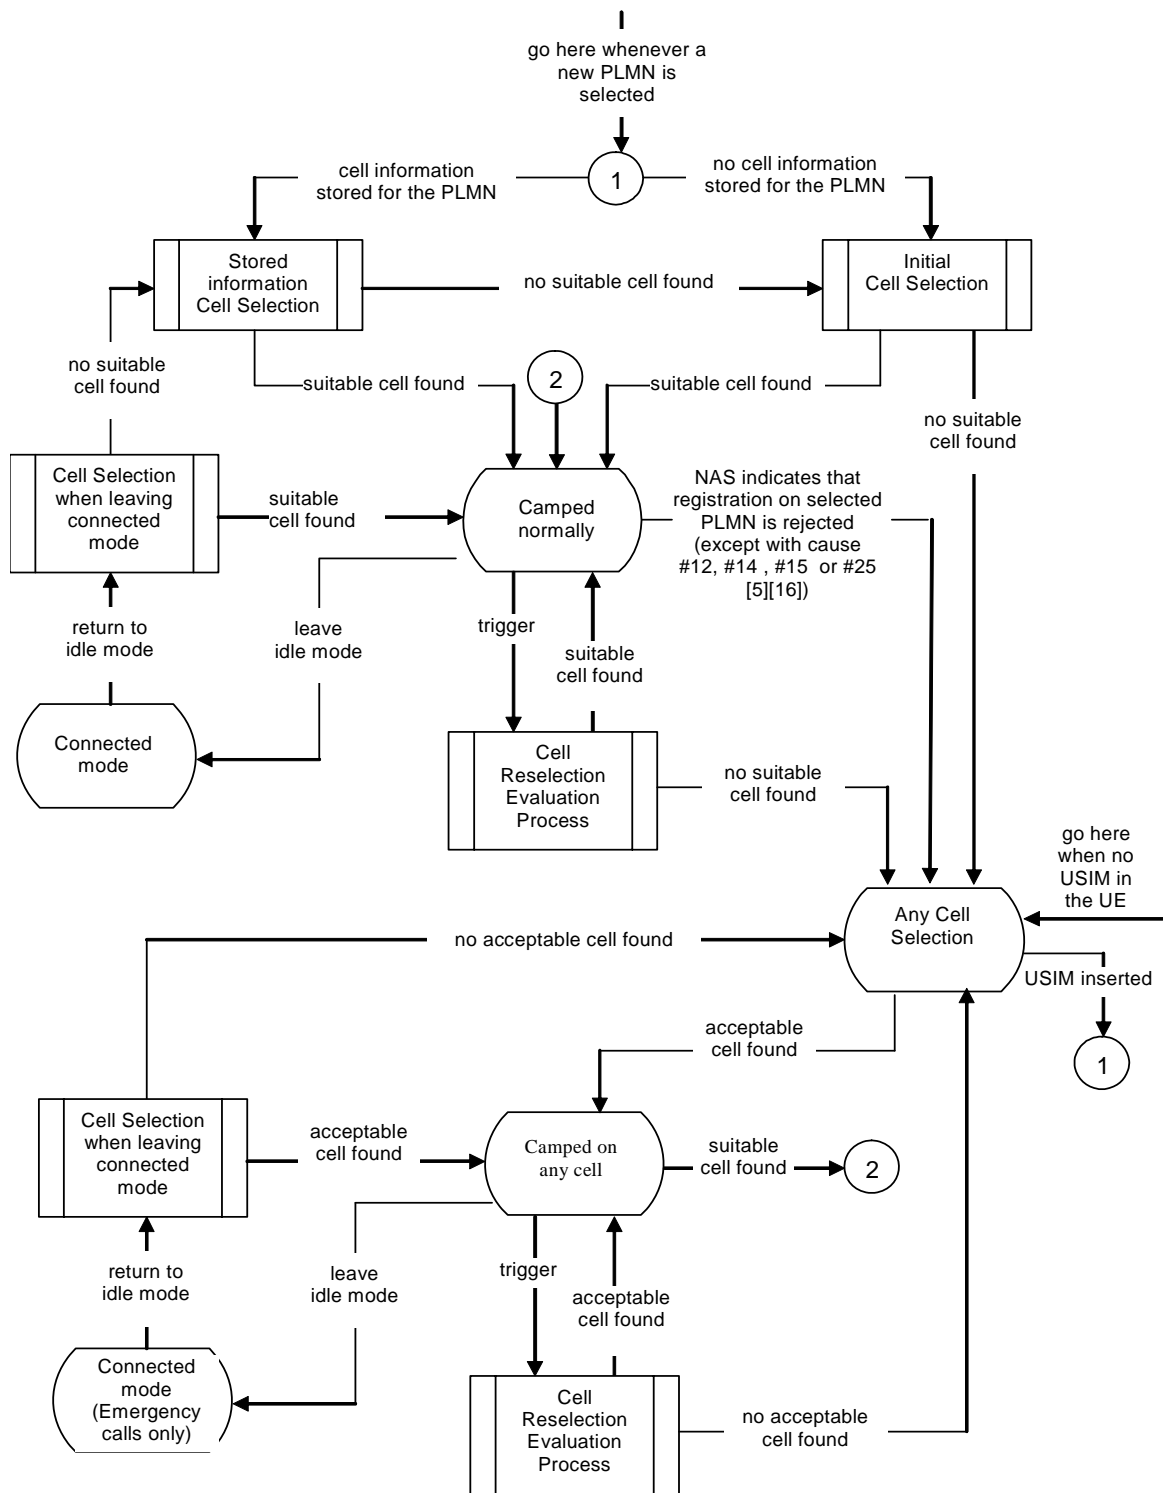 go here whenever a
new PLMN is
selected
1
cell information
stored for the PLMN
no cell information
stored for the PLMN
Stored
information
Cell Selection
no suitable cell found
Initial
Cell Selection
no suitable
cell found
suitable cell found
2
suitable cell found
no suitable
cell found
Cell Selection
when leaving
connected
mode
suitable
cell found
Camped
normally
NAS indicates that
registration on selected
PLMN is rejected
(except with cause
#12, #14 , #15 or #25
[5][16])
return to
idle mode
leave
idle mode
trigger
suitable
cell found
Connected
mode
Cell
Reselection
Evaluation
Process
no suitable
cell found
go here
when no
USIM in
the UE
Any Cell
Selection
no acceptable cell found
USIM inserted
1
acceptable
cell found
Cell Selection
when leaving
connected
mode
acceptable
cell found
Camped on
any cell
suitable
cell found
2
return to
idle mode
leave
idle mode
trigger
acceptable
cell found
Connected
mode
(Emergency
calls only)
Cell
Reselection
Evaluation
Process
no acceptable
cell found